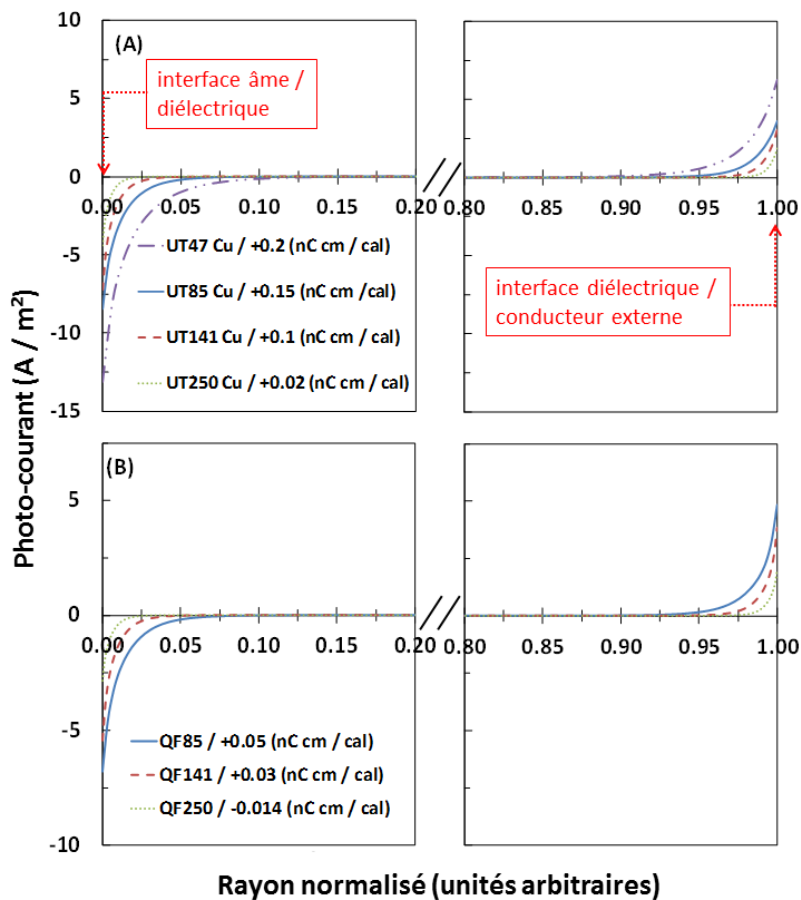 10
(A)
interface âme /
diélectrique
5
0
0.00 0.05 0.10 0.15 0.20
0.80 0.85 0.90 0.95 1.00
UT47 Cu / +0.2 (nC cm / cal)
-5
UT85 Cu / +0.15 (nC cm /cal)
interface diélectrique /
conducteur externe
UT141 Cu / +0.1 (nC cm / cal)
-10
UT250 Cu / +0.02 (nC cm / cal)
-15
Photo-courant (A / m²)
(B)
5
0
0.00 0.05 0.10 0.15 0.20
0.80 0.85 0.90 0.95 1.00
-5
QF85 / +0.05 (nC cm / cal)
QF141 / +0.03 (nC cm / cal)
QF250 / -0.014 (nC cm / cal)
-10
Rayon normalisé (unités arbitraires)